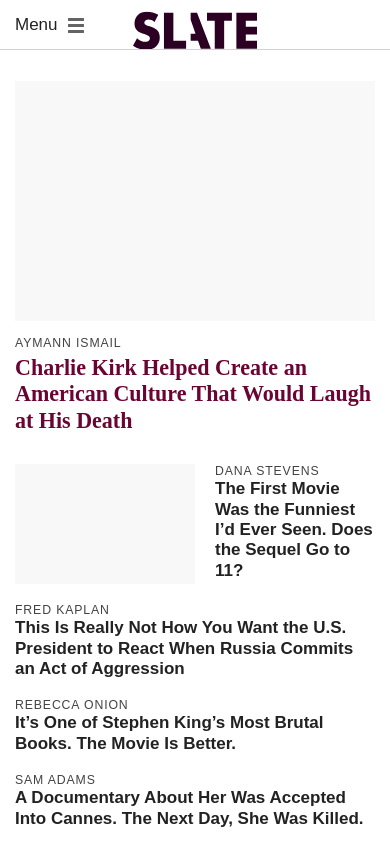 Menu
SLATE
AYMANN ISMAIL
Charlie Kirk Helped Create an
American Culture That Would Laugh
at His Death
DANA STEVENS
The First Movie
Was the Funniest
I’d Ever Seen. Does
the Sequel Go to
11?
FRED KAPLAN
This Is Really Not How You Want the U.S.
President to React When Russia Commits
an Act of Aggression
REBECCA ONION
It’s One of Stephen King’s Most Brutal
Books. The Movie Is Better.
SAM ADAMS
A Documentary About Her Was Accepted
Into Cannes. The Next Day, She Was Killed.